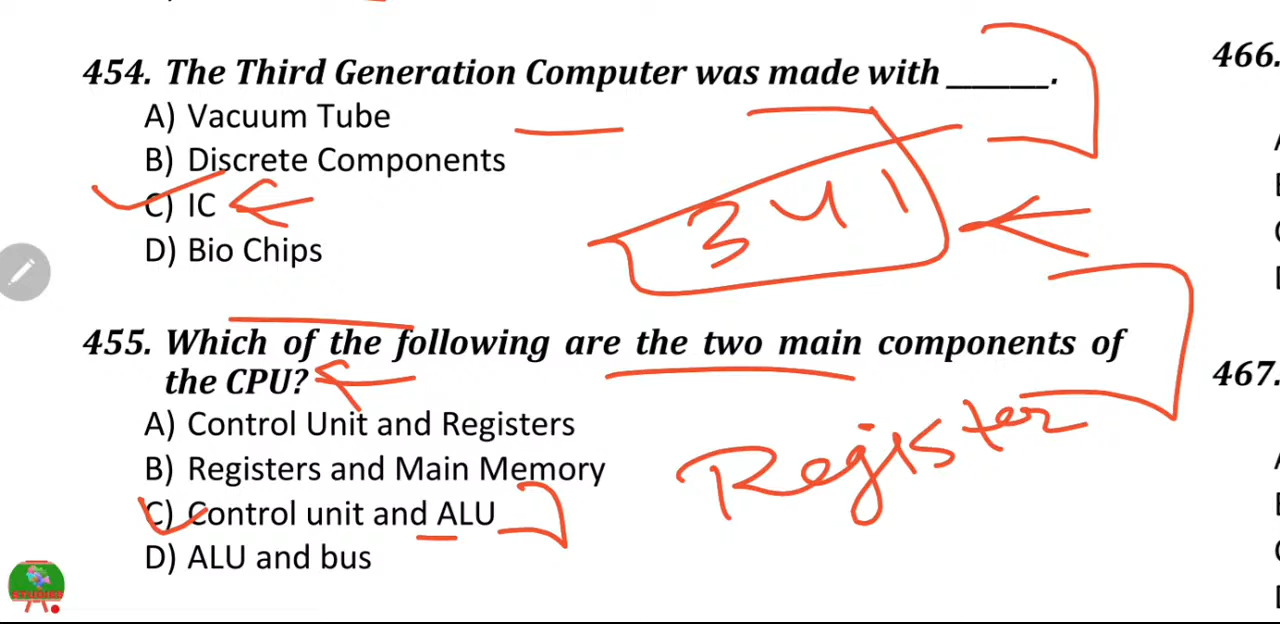 454. The Third Generation Computer was made with ______.
A) Vacuum Tube
B) Discrete Components
C) IC
D) Bio Chips
341
455. Which of the following are the two main components of
the CPU?
A) Control Unit and Registers
B) Registers and Main Memory
C) Control unit and ALU
D) ALU and bus
Register
466.
467.
STUDIES